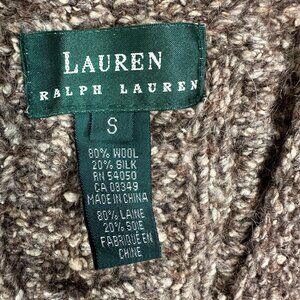 LAUREN
RALPH LAUREN
S
80% WOOL
20% SILK
RN 54050
CA 08349
MADE IN CHINA
80% LAINE
20% SOIE
FABRIQUÉ EN
CHINE